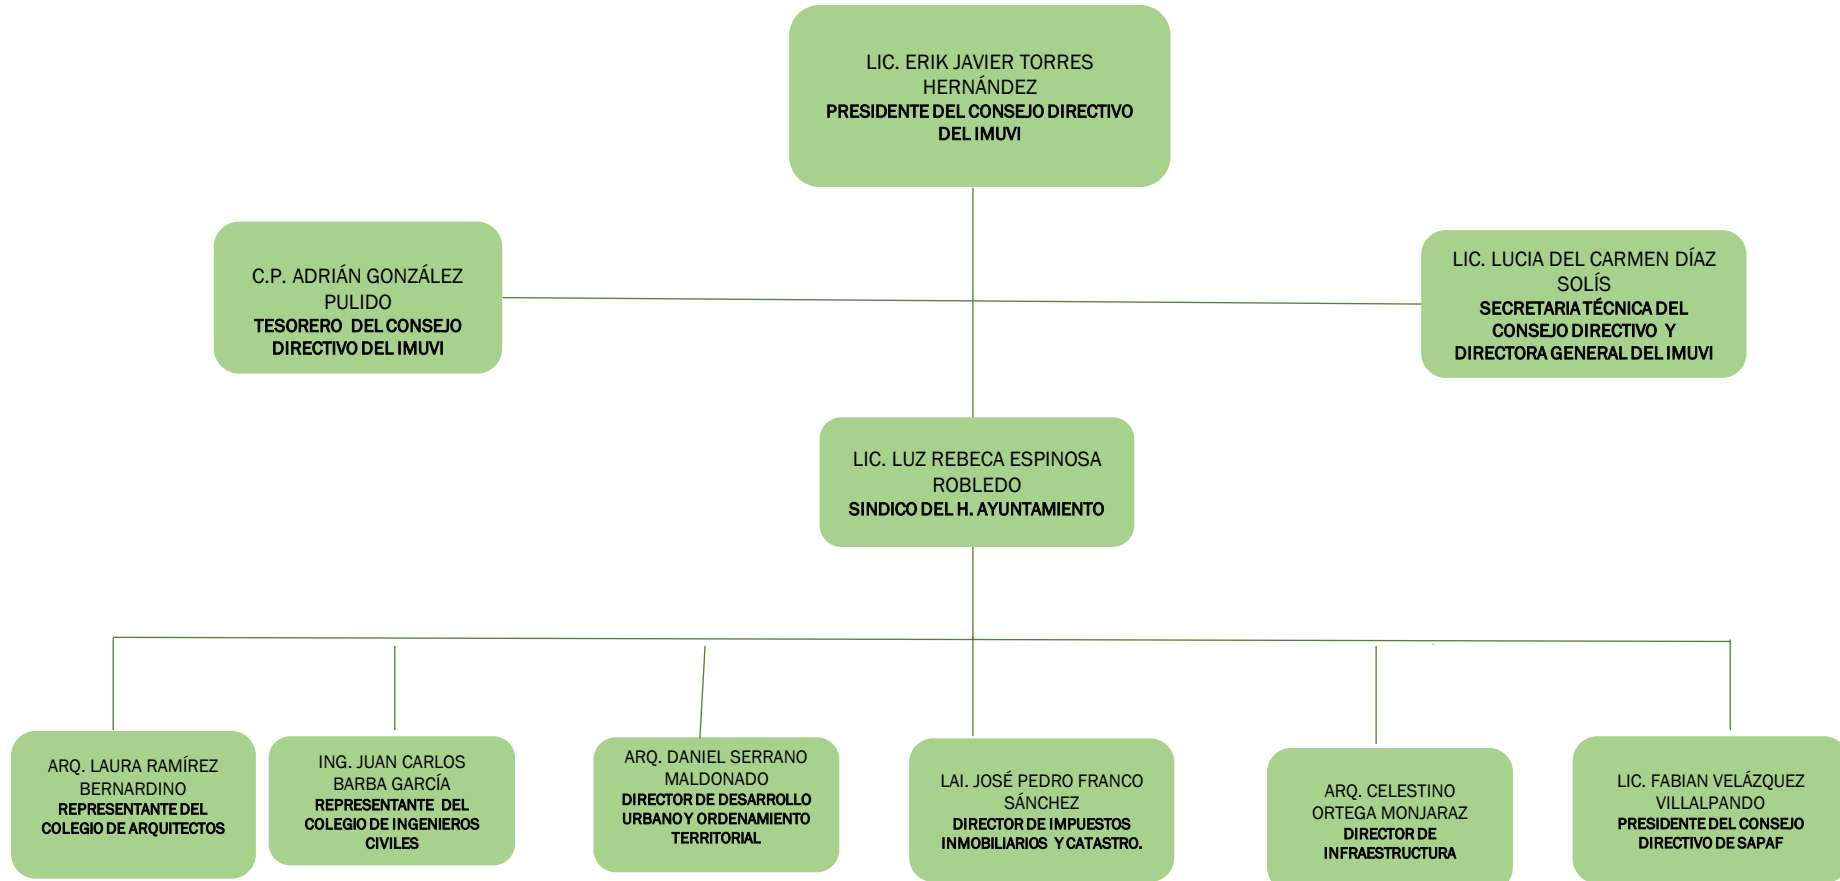 LIC. ERIK JAVIER TORRES
HERNÁNDEZ
PRESIDENTE DEL CONSEJO DIRECTIVO
DEL IMUVI
C.P. ADRIÁN GONZÁLEZ
PULIDO
TESORERO DEL CONSEJO
DIRECTIVO DEL IMUVI
LIC. LUCIA DEL CARMEN DÍAZ
SOLÍS
SECRETARIA TÉCNICA DEL
CONSEJO DIRECTIVO Y
DIRECTORA GENERAL DEL IMUVI
LIC. LUZ REBECA ESPINOSA
ROBLEDO
SINDICO DEL H. AYUNTAMIENTO
ARQ. LAURA RAMÍREZ
BERNARDINO
REPRESENTANTE DEL
COLEGIO DE ARQUITECTOS
ING. JUAN CARLOS
BARBA GARCÍA
REPRESENTANTE DEL
COLEGIO DE INGENIEROS
CIVILES
ARQ. DANIEL SERRANO
MALDONADO
DIRECTOR DE DESARROLLO
URBANO Y ORDENAMIENTO
TERRITORIAL
LAI. JOSÉ PEDRO FRANCO
SÁNCHEZ
DIRECTOR DE IMPUESTOS
INMOBILIARIOS Y CATASTRO.
ARQ. CELESTINO
ORTEGA MONJARAZ
DIRECTOR DE
INFRAESTRUCTURA
LIC. FABIAN VELÁZQUEZ
VILLALPANDO
PRESIDENTE DEL CONSEJO
DIRECTIVO DE SAPAF